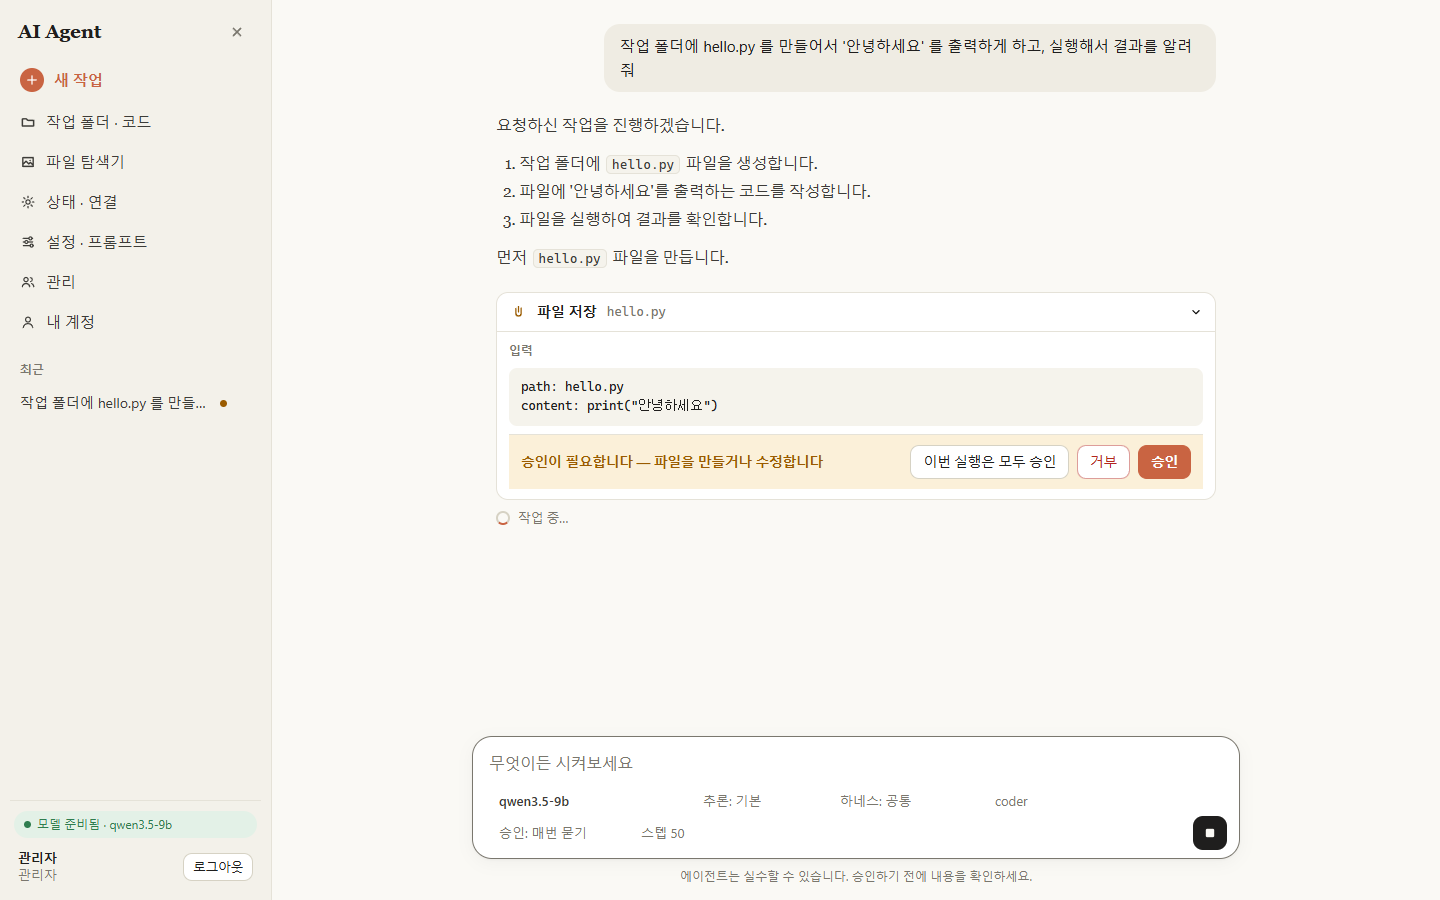 AI Agent
새 작업
작업 폴더 · 코드
파일 탐색기
상태 · 연결
설정 · 프롬프트
관리
내 계정
최근
작업 폴더에 hello.py 를 만들...
모델 준비됨 · qwen3.5-9b
관리자
관리자
로그아웃
작업 폴더에 hello.py 를 만들어서 '안녕하세요' 를 출력하게 하고, 실행해서 결과를 알려
줘
요청하신 작업을 진행하겠습니다.
1. 작업 폴더에 hello.py 파일을 생성합니다.
2. 파일에 '안녕하세요'를 출력하는 코드를 작성합니다.
3. 파일을 실행하여 결과를 확인합니다.
먼저 hello.py 파일을 만듭니다.
파일 저장 hello.py
입력
path: hello.py
content: print("안녕하세요")
승인이 필요합니다 — 파일을 만들거나 수정합니다 이번 실행은 모두 승인 거부 승인
작업 중...
무엇이든 시켜보세요
qwen3.5-9b 추론: 기본 하네스: 공통 coder
승인: 매번 묻기 스텝 50
에이전트는 실수할 수 있습니다. 승인하기 전에 내용을 확인하세요.